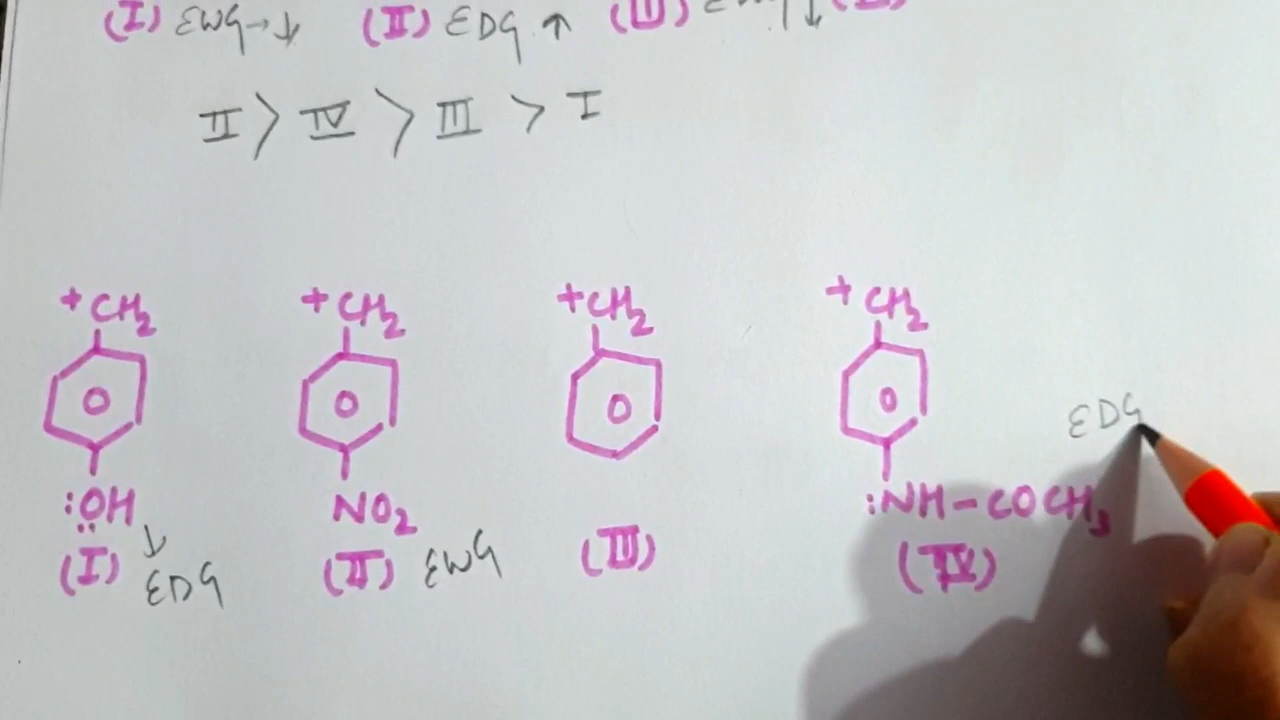 (I) EWG→↓ (II) EDG ↑ (III)
II > IV > III > I
+CH2 +CH2 +CH2 +CH2
:OH NO2 :NH-COCH3
(I) (II) (III) (IV)
EDG EWG EDG